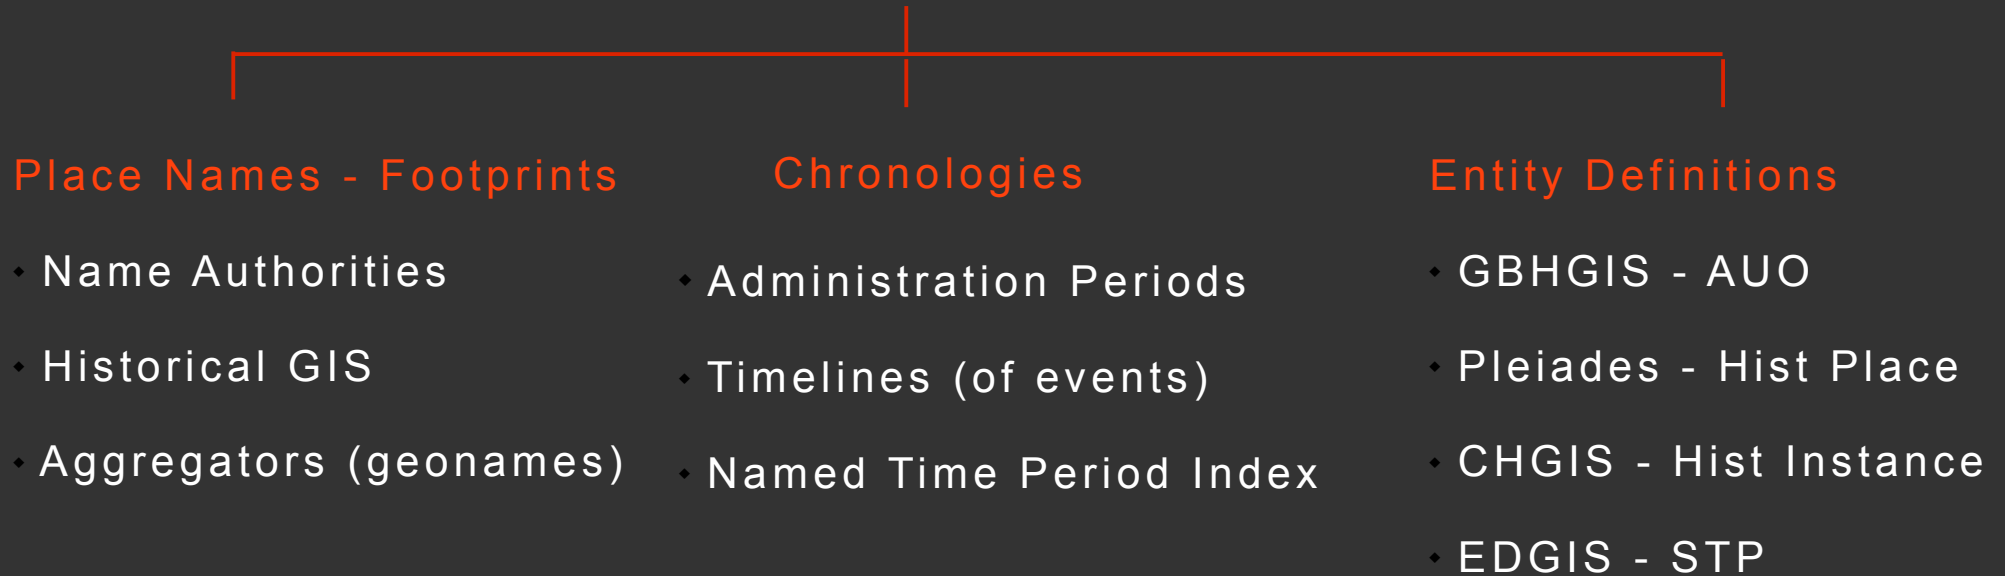 Place Names - Footprints
Name Authorities
Historical GIS
Aggregators (geonames)
Chronologies
Administration Periods
Timelines (of events)
Named Time Period Index
Entity Definitions
GBHGIS - AUO
Pleiades - Hist Place
CHGIS - Hist Instance
EDGIS - STP